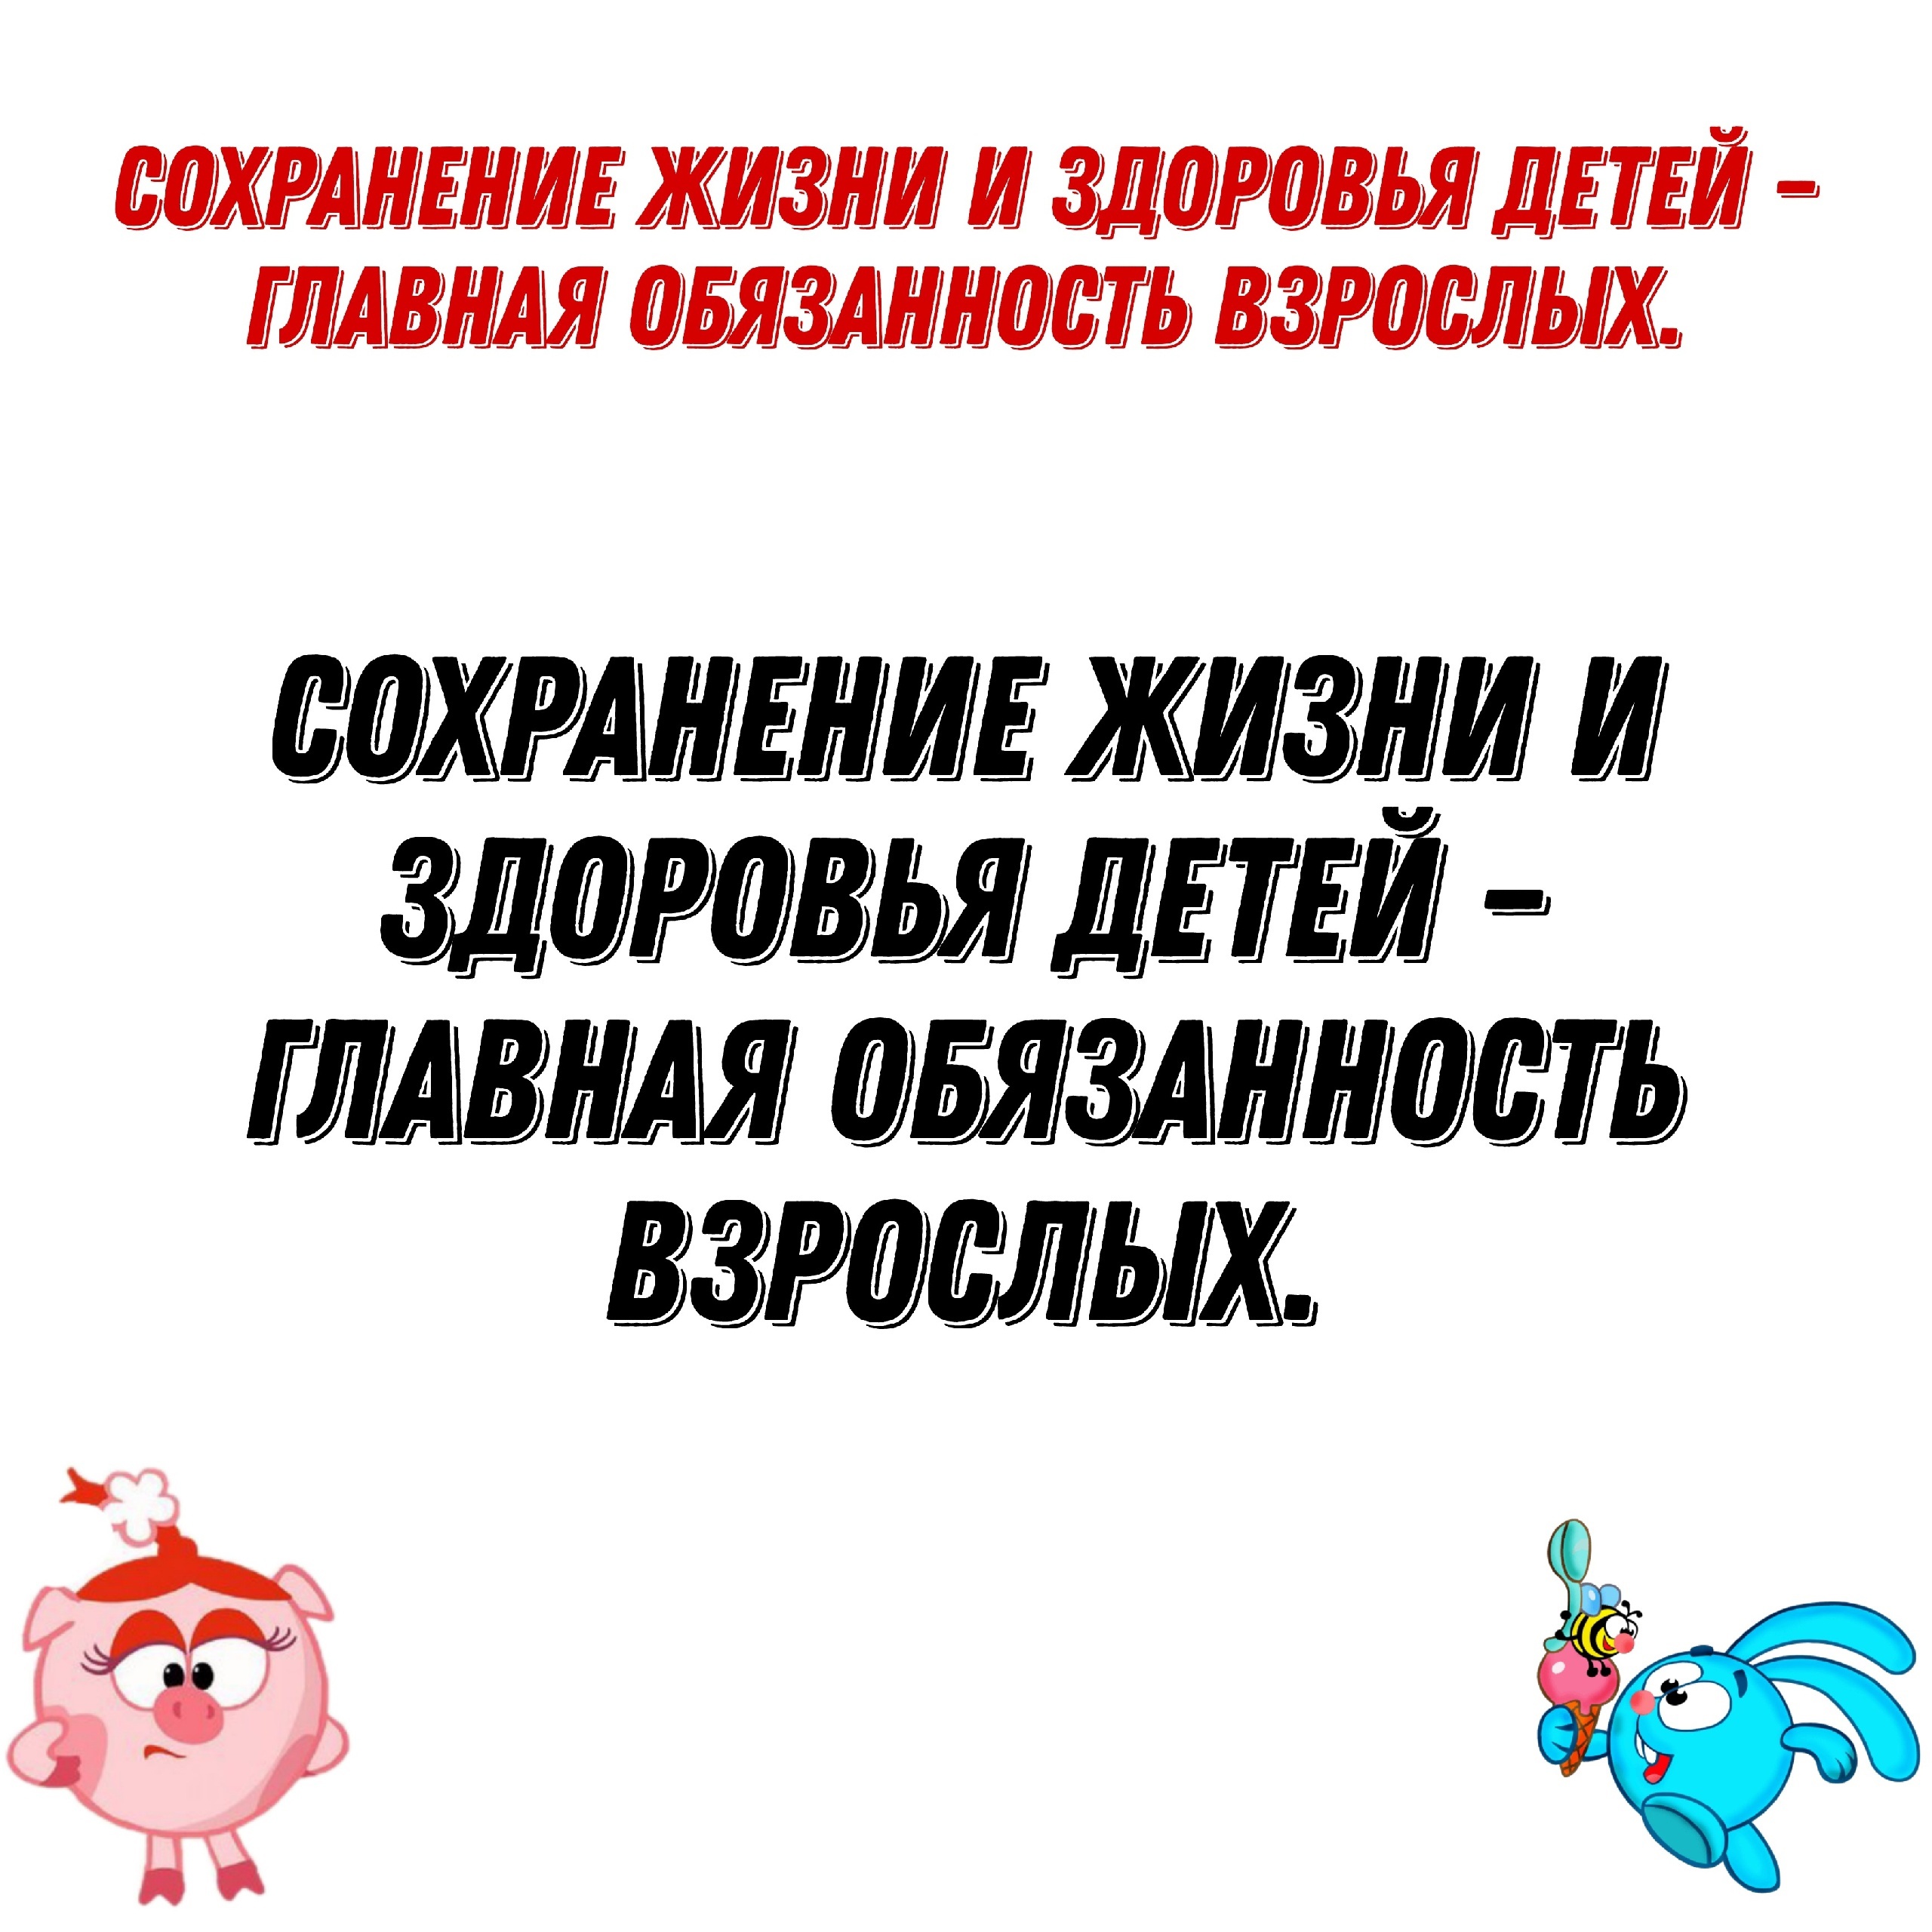 СОХРАНЕНИЕ ЖИЗНИ И ЗДОРОВЬЯ ДЕТЕЙ –
ГЛАВНАЯ ОБЯЗАННОСТЬ ВЗРОСЛЫХ.
СОХРАНЕНИЕ ЖИЗНИ И
ЗДОРОВЬЯ ДЕТЕЙ –
ГЛАВНАЯ ОБЯЗАННОСТЬ
ВЗРОСЛЫХ.